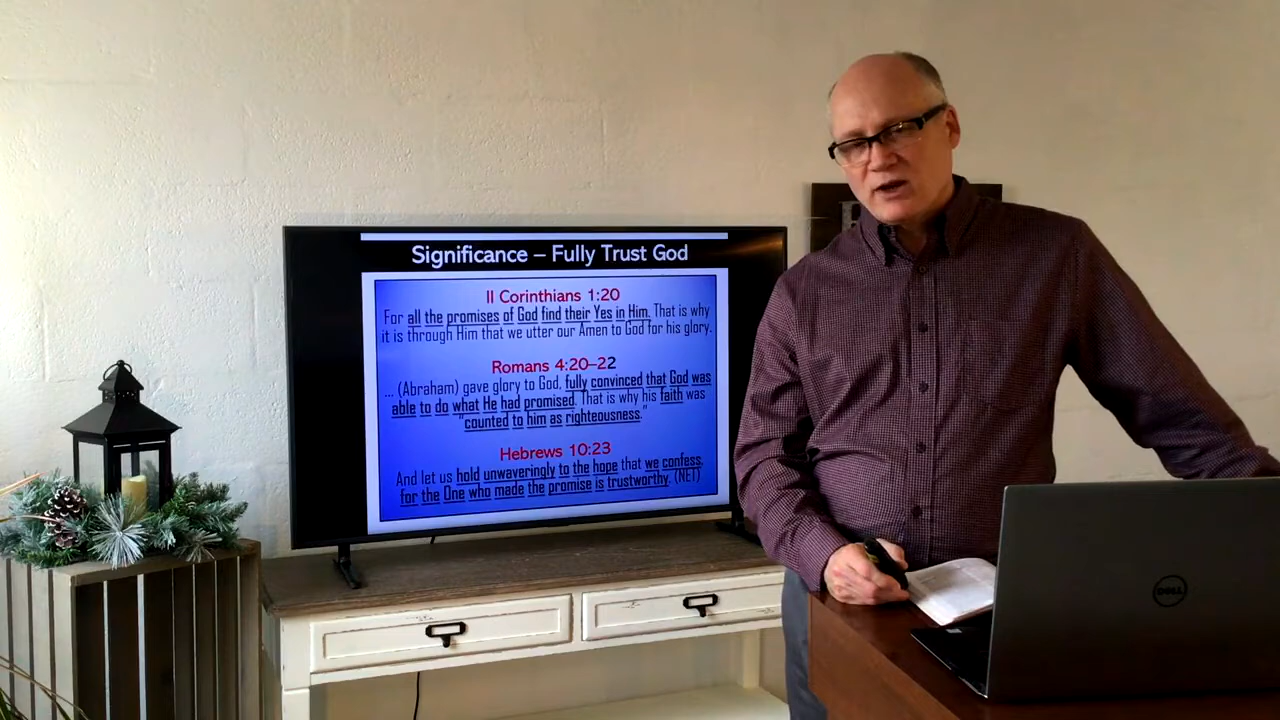 Significance – Fully Trust God
II Corinthians 1:20
For all the promises of God find their Yes in Him. That is why
it is through Him that we utter our Amen to God for his glory.
Romans 4:20–22
... (Abraham) gave glory to God, fully convinced that God was
able to do what He had promised. That is why his faith was
"counted to him as righteousness."
Hebrews 10:23
And let us hold unwaveringly to the hope that we confess,
for the One who made the promise is trustworthy. (NET)
DELL